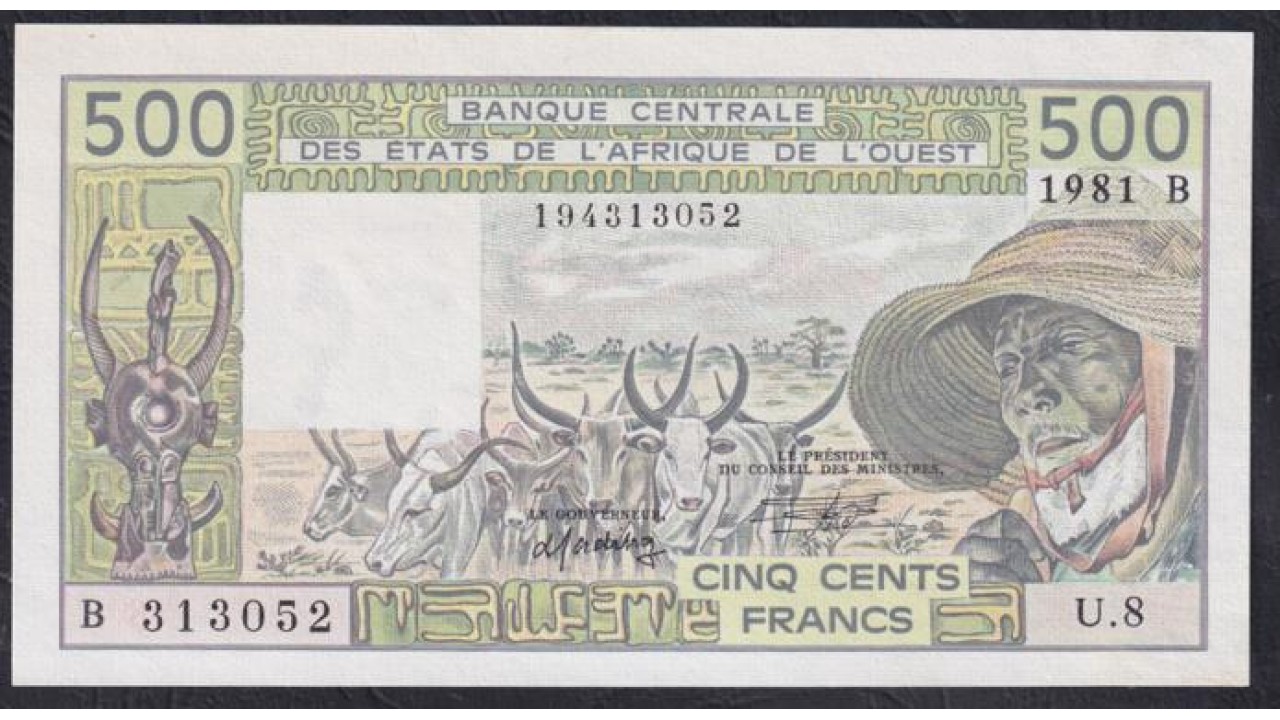 500
BANQUE CENTRALE
500
DES ÉTATS DE L'AFRIQUE DE L'OUEST
1981 B
194313052
LE PRÉSIDENT
DU CONSEIL DES MINISTRES,
LE GOUVERNEUR,
CINQ CENTS
FRANCS
B 313052
U.8